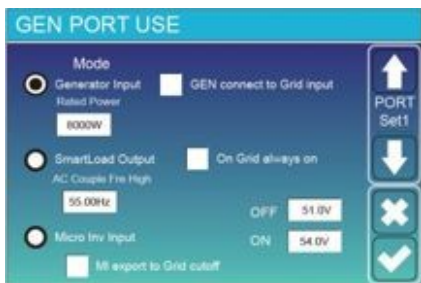 GEN PORT USE
Mode
Generator Input
GEN connect to Grid input
Rated Power
8000W
PORT
Set1
SmartLoad Output
On Grid always on
AC Couple Fre High
55.00Hz
OFF 51.0V
Micro Inv Input
ON 54.0V
MI export to Grid cutoff